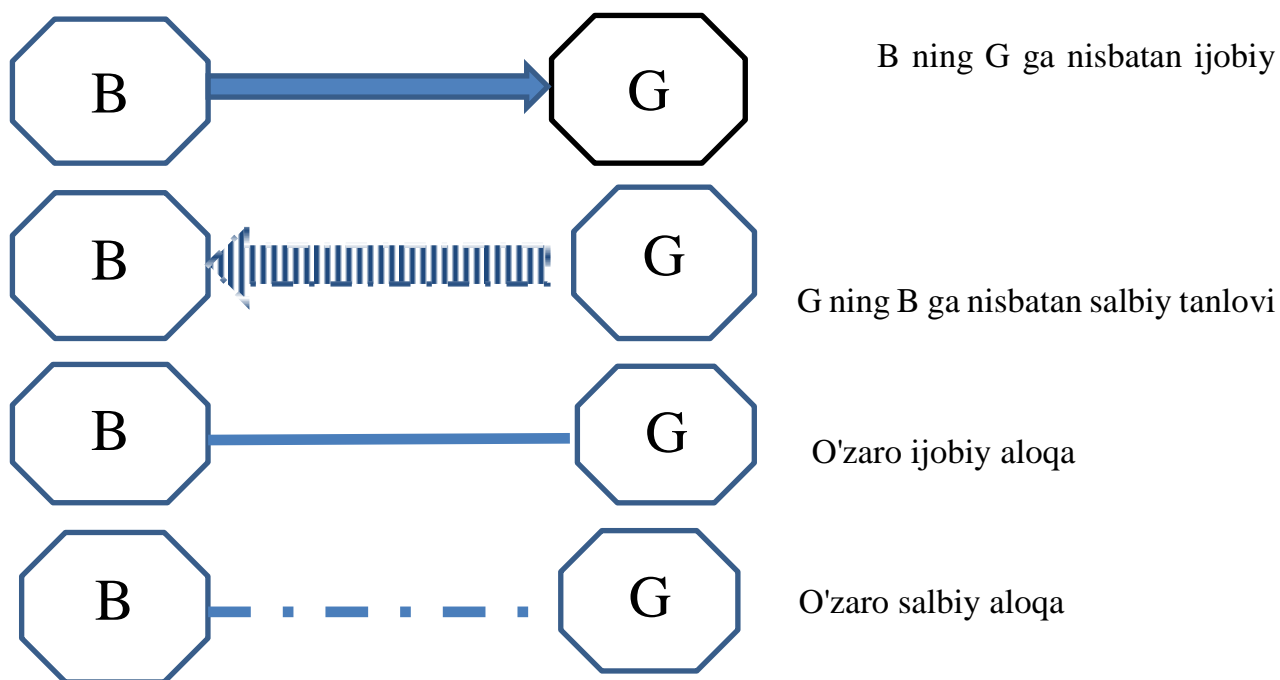 B
G
B ning G ga nisbatan ijobiy
B
G
G ning B ga nisbatan salbiy tanlovi
B
G
O'zaro ijobiy aloqa
B
G
O'zaro salbiy aloqa